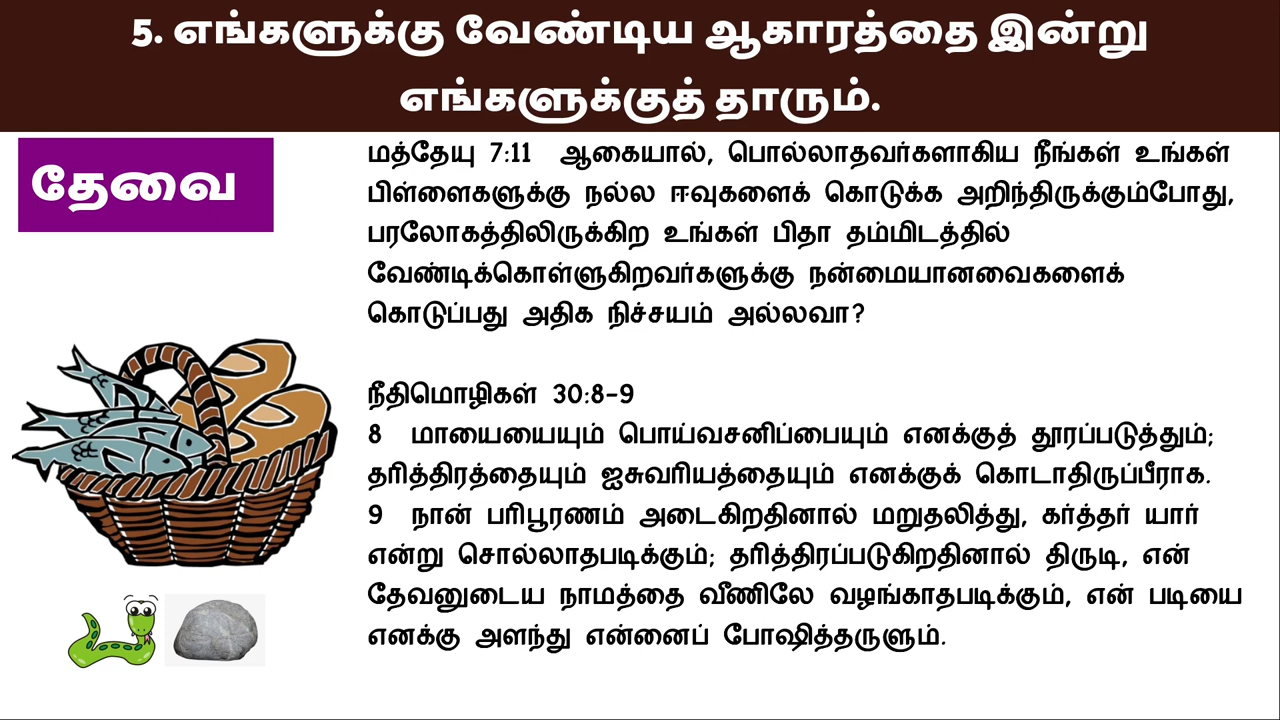 5. எங்களுக்கு வேண்டிய ஆகாரத்தை இன்று
எங்களுக்குத் தாரும்.
தேவை
மத்தேயு 7:11 ஆகையால், பொல்லாதவர்களாகிய நீங்கள் உங்கள்
பிள்ளைகளுக்கு நல்ல ஈவுகளைக் கொடுக்க அறிந்திருக்கும்போது,
பரலோகத்திலிருக்கிற உங்கள் பிதா தம்மிடத்தில்
வேண்டிக்கொள்ளுகிறவர்களுக்கு நன்மையானவைகளைக்
கொடுப்பது அதிக நிச்சயம் அல்லவா?
நீதிமொழிகள் 30:8-9
8 மாயையையும் பொய்வசனிப்பையும் எனக்குத் தூரப்படுத்தும்;
தரித்திரத்தையும் ஐசுவரியத்தையும் எனக்குக் கொடாதிருப்பீராக.
9 நான் பரிபூரணம் அடைகிறதினால் மறுதலித்து, கர்த்தர் யார்
என்று சொல்லாதபடிக்கும்; தரித்திரப்படுகிறதினால் திருடி, என்
தேவனுடைய நாமத்தை வீணிலே வழங்காதபடிக்கும், என் படியை
எனக்கு அளந்து என்னைப் போஷித்தருளும்.